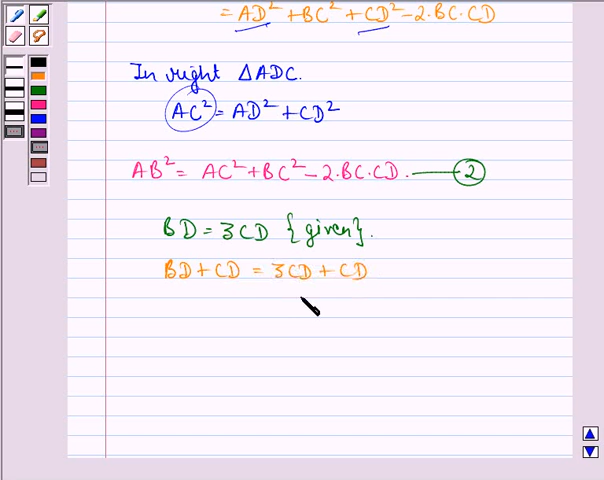 = AD² + BC² + CD² - 2·BC·CD
In right △ADC.
AC² = AD² + CD²
AB² = AC² + BC² - 2·BC·CD. —— 2
BD = 3CD {given}.
BD + CD = 3CD + CD